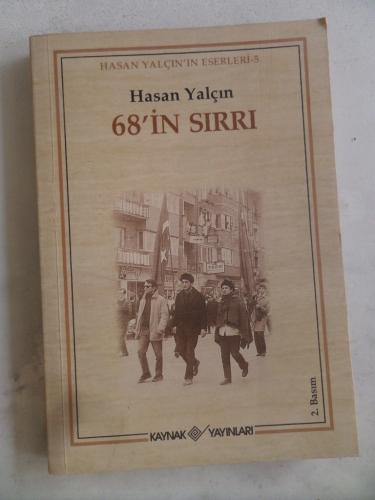 HASAN YALÇIN'IN ESERLERİ-5
Hasan Yalçın
68'İN SIRRI
2. Basım
KAYNAK YAYINLARI